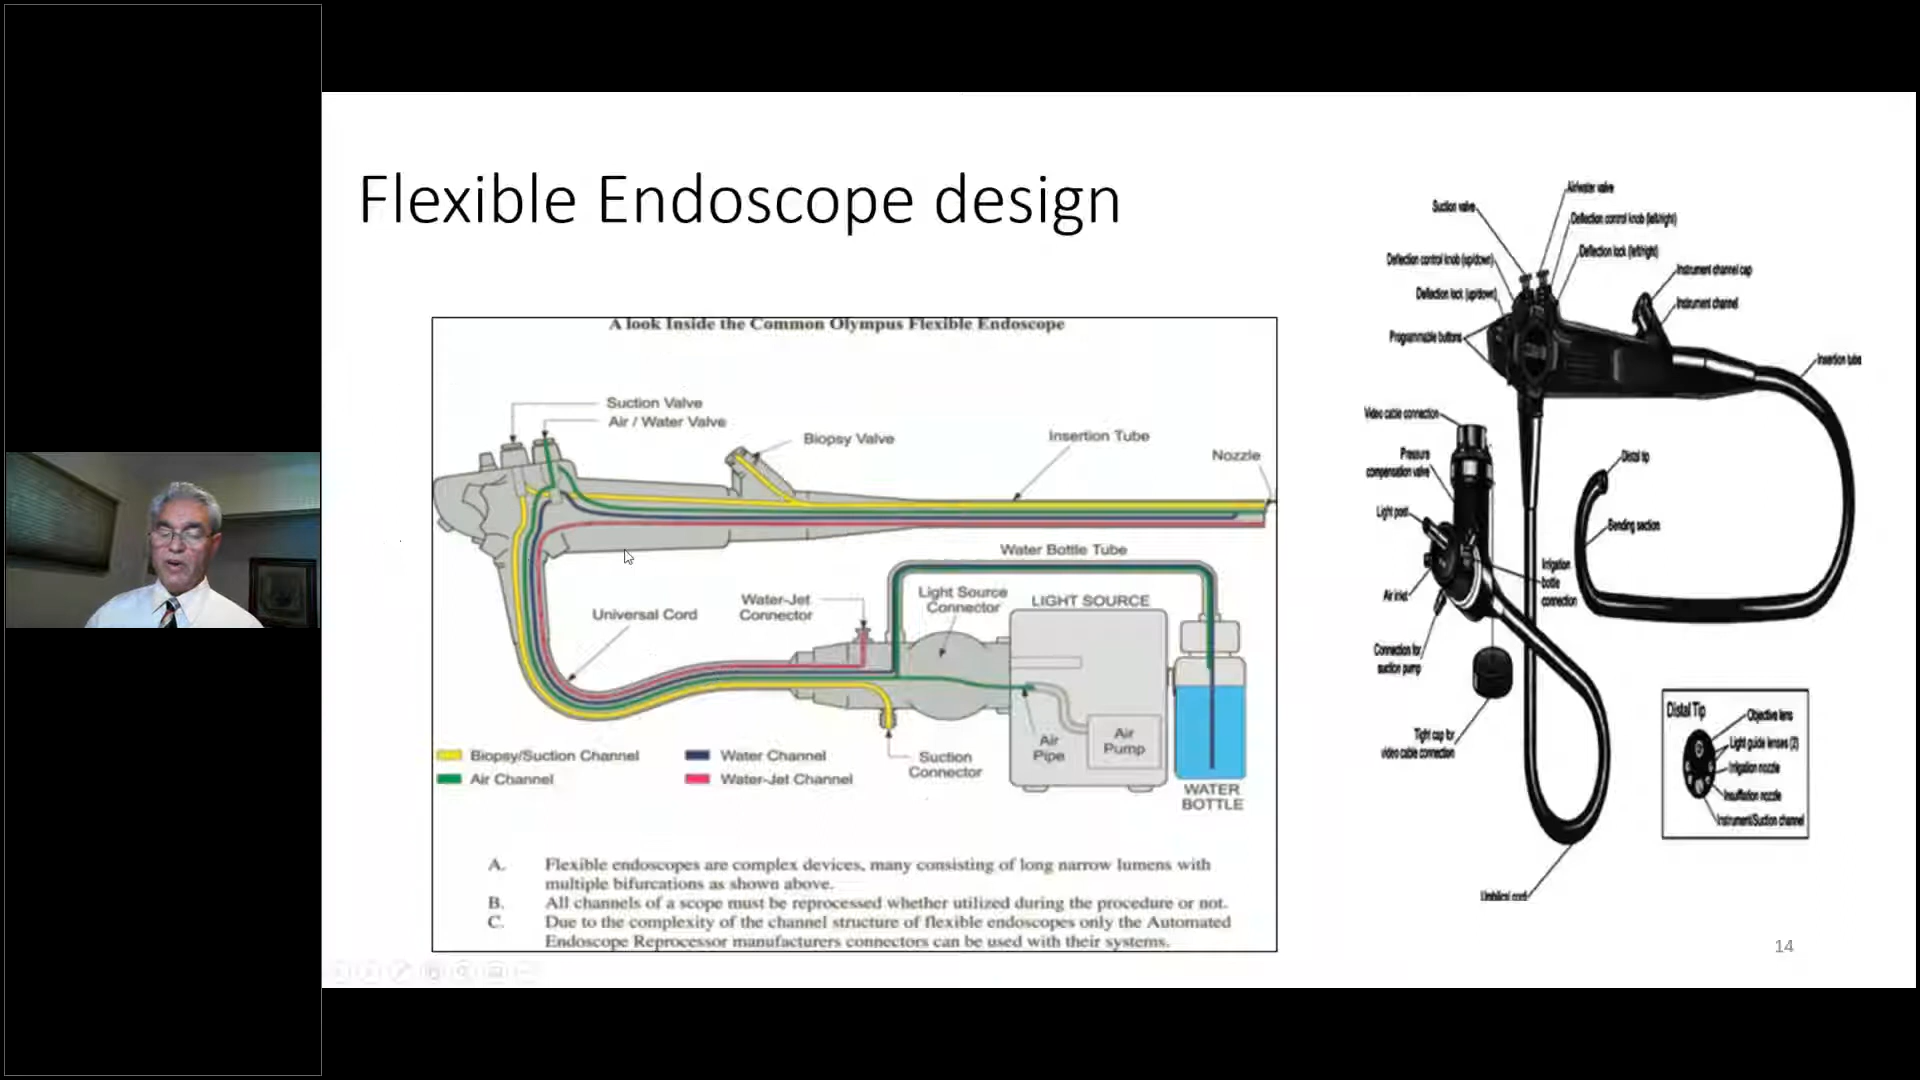 Flexible Endoscope design
A look Inside the Common Olympus Flexible Endoscope
Suction Valve
Air / Water Valve
Biopsy Valve
Insertion Tube
Nozzle
Water Bottle Tube
Universal Cord
Water-Jet
Connector
Light Source
Connector
LIGHT SOURCE
Air
Pipe
Air
Pump
Suction
Connector
WATER
BOTTLE
Biopsy/Suction Channel
Water Channel
Air Channel
Water-Jet Channel
A. Flexible endoscopes are complex devices, many consisting of long narrow lumens with
multiple bifurcations as shown above.
B. All channels of a scope must be reprocessed whether utilized during the procedure or not.
C. Due to the complexity of the channel structure of flexible endoscopes only the Automated
Endoscope Reprocessor manufacturers connectors can be used with their systems.
Air/water valve
Suction valve
Deflection control knob (left/right)
Deflection lock (left/right)
Deflection control knob (up/down)
Deflection lock (up/down)
Instrument channel cap
Instrument channel
Programmable buttons
Insertion tube
Video cable connection
Pressure
compensation valve
Distal tip
Light post
Bending section
Irrigation
bottle
connection
Air inlet
Connection for
suction pump
Tight cap for
video cable connection
Distal Tip
Objective lens
Light guide lenses (2)
Irrigation nozzle
Insufflation nozzle
Instrument/Suction channel
Umbilical cord
14